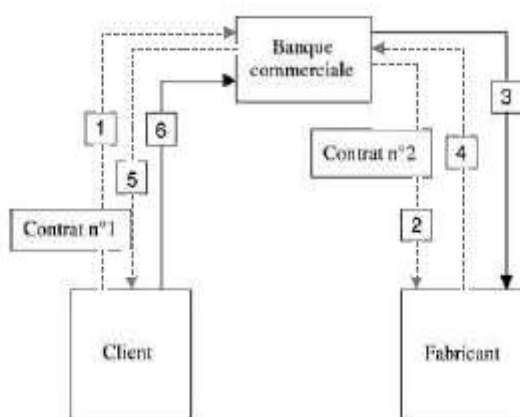 Banque
commerciale
1
6
3
5
Contrat n°2
4
Contrat n°1
2
Client
Fabricant